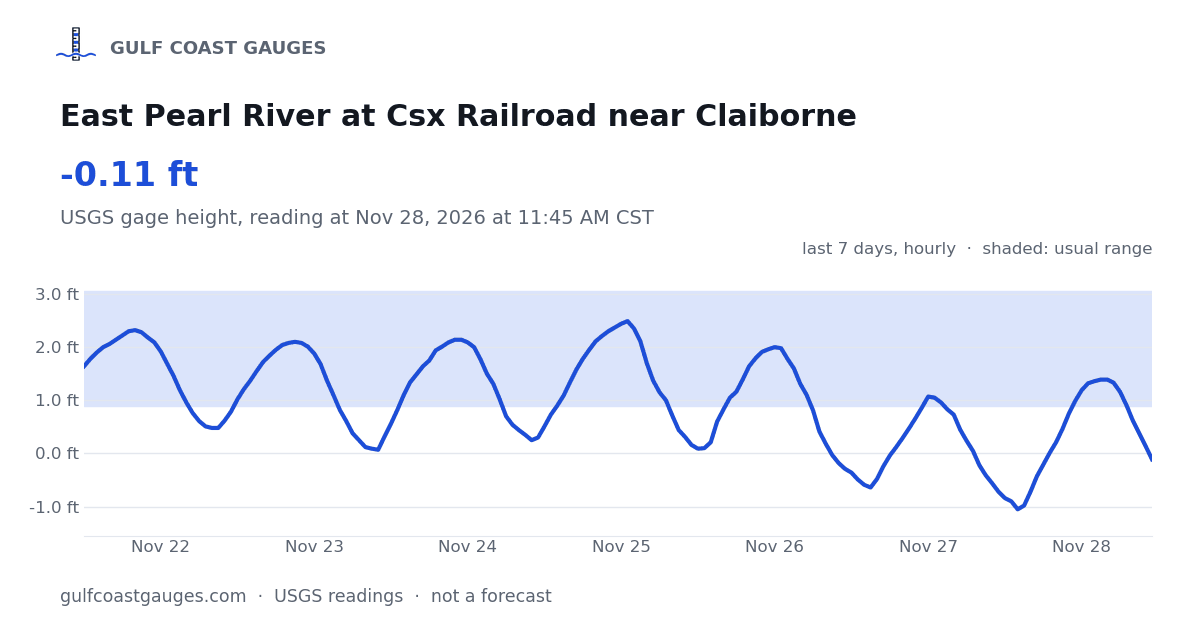 GULF COAST GAUGES
East Pearl River at Csx Railroad near Claiborne
-0.11 ft
USGS gage height, reading at Nov 28, 2026 at 11:45 AM CST
last 7 days, hourly · shaded: usual range
3.0 ft
2.0 ft
1.0 ft
0.0 ft
-1.0 ft
Nov 22 Nov 23 Nov 24 Nov 25 Nov 26 Nov 27 Nov 28
gulfcoastgauges.com · USGS readings · not a forecast